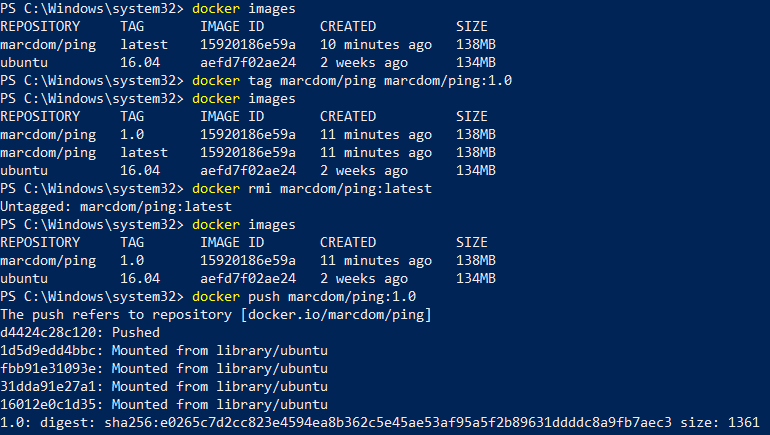 PS C:\Windows\system32> docker images
REPOSITORY TAG IMAGE ID CREATED SIZE
marcdom/ping latest 15920186e59a 10 minutes ago 138MB
ubuntu 16.04 aefd7f02ae24 2 weeks ago 134MB
PS C:\Windows\system32> docker tag marcdom/ping marcdom/ping:1.0
PS C:\Windows\system32> docker images
REPOSITORY TAG IMAGE ID CREATED SIZE
marcdom/ping 1.0 15920186e59a 11 minutes ago 138MB
marcdom/ping latest 15920186e59a 11 minutes ago 138MB
ubuntu 16.04 aefd7f02ae24 2 weeks ago 134MB
PS C:\Windows\system32> docker rmi marcdom/ping:latest
Untagged: marcdom/ping:latest
PS C:\Windows\system32> docker images
REPOSITORY TAG IMAGE ID CREATED SIZE
marcdom/ping 1.0 15920186e59a 11 minutes ago 138MB
ubuntu 16.04 aefd7f02ae24 2 weeks ago 134MB
PS C:\Windows\system32> docker push marcdom/ping:1.0
The push refers to repository [docker.io/marcdom/ping]
d4424c28c120: Pushed
1d5d9edd4bbc: Mounted from library/ubuntu
fbb91e31093e: Mounted from library/ubuntu
31dda91e27a1: Mounted from library/ubuntu
16012e0c1d35: Mounted from library/ubuntu
1.0: digest: sha256:e0265c7d2cc823e4594ea8b362c5e45ae53af95a5f2b89631ddddc8a9fb7aec3 size: 1361